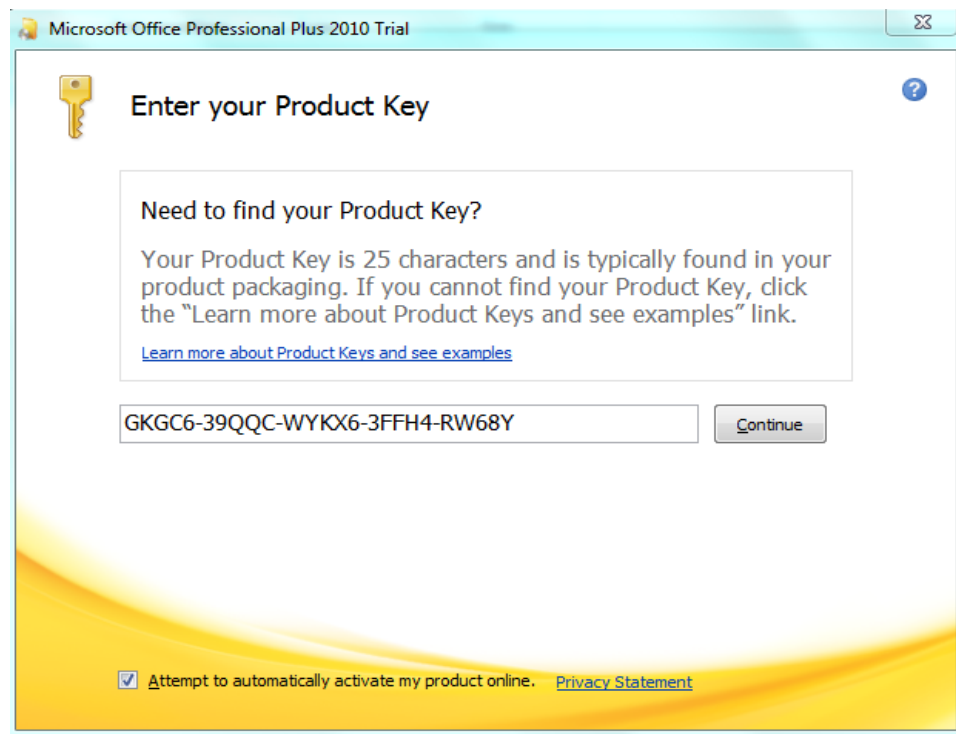 Microsoft Office Professional Plus 2010 Trial
Enter your Product Key
Need to find your Product Key?
Your Product Key is 25 characters and is typically found in your
product packaging. If you cannot find your Product Key, click
the “Learn more about Product Keys and see examples” link.
Learn more about Product Keys and see examples
GKGC6-39QQC-WYKX6-3FFH4-RW68Y
Continue
Attempt to automatically activate my product online. Privacy Statement